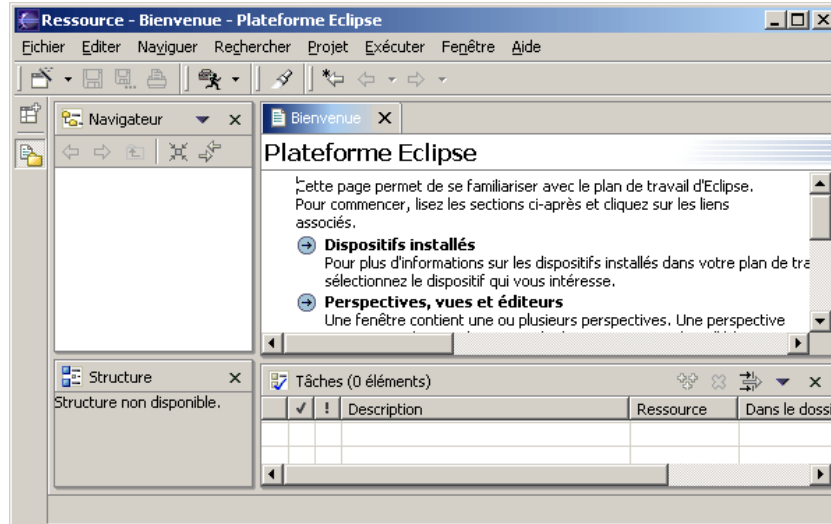 Ressource - Bienvenue - Plateforme Eclipse
Fichier Editer Naviguer Rechercher Projet Exécuter Fenêtre Aide
Navigateur
Bienvenue
Plateforme Eclipse
Cette page permet de se familiariser avec le plan de travail d'Eclipse.
Pour commencer, lisez les sections ci-après et cliquez sur les liens
associés.
Dispositifs installés
Pour plus d'informations sur les dispositifs installés dans votre plan de tra
sélectionnez le dispositif qui vous intéresse.
Perspectives, vues et éditeurs
Une fenêtre contient une ou plusieurs perspectives. Une perspective
Structure
Structure non disponible.
Tâches (0 éléments)
! Description Ressource Dans le dossi